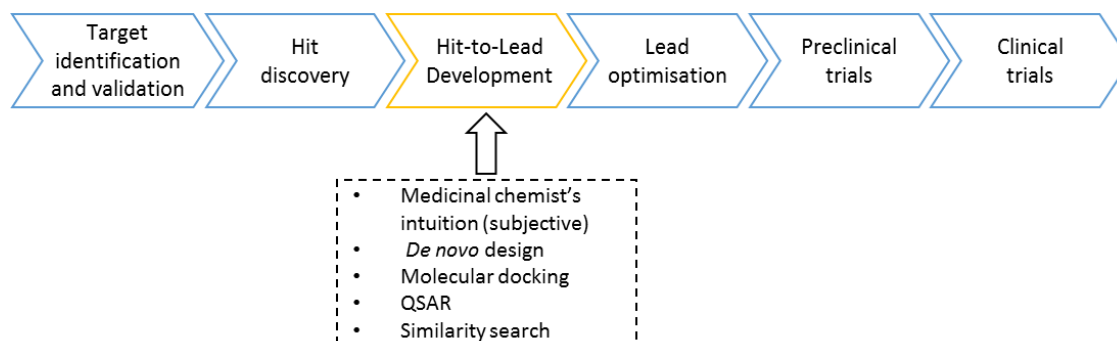 Target
identification
and validation
Hit
discovery
Hit-to-Lead
Development
Lead
optimisation
Preclinical
trials
Clinical
trials
• Medicinal chemist's
intuition (subjective)
• De novo design
• Molecular docking
• QSAR
• Similarity search